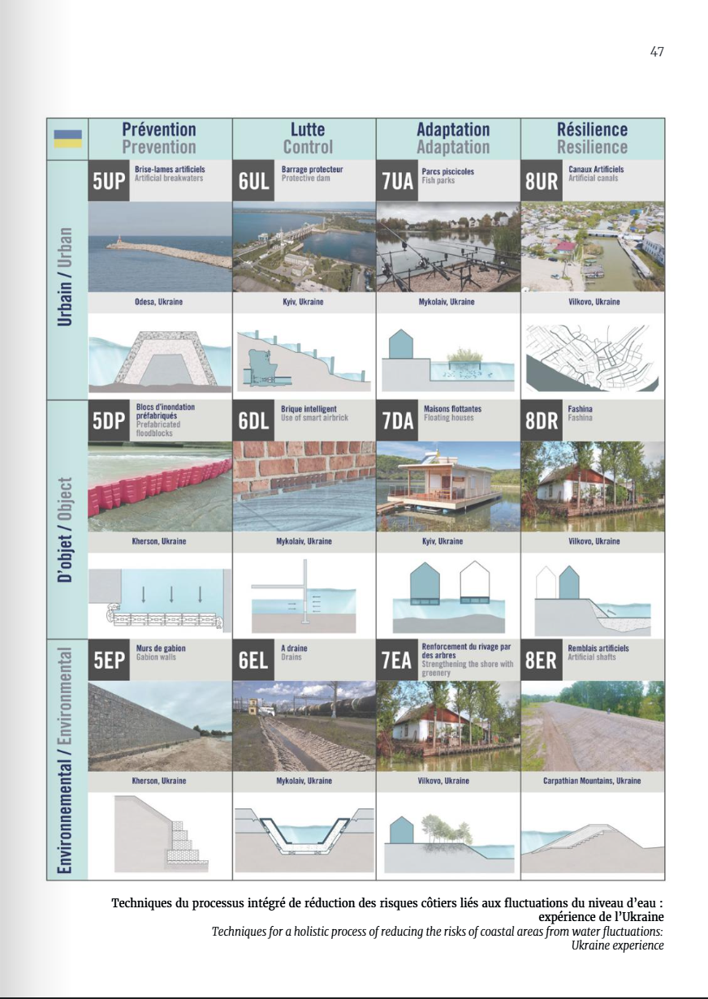 47
Prévention
Prevention
Lutte
Control
Adaptation
Adaptation
Résilience
Resilience
Urbain / Urban
5UP
Brise-lames artificiels
Artificial breakwaters
6UL
Barrage protecteur
Protective dam
7UA
Parcs piscicoles
Fish parks
8UR
Canaux Artificiels
Artificial canals
Odesa, Ukraine
Kyiv, Ukraine
Mykolaiv, Ukraine
Vilkovo, Ukraine
D'objet / Object
5DP
Blocs d'inondation
préfabriqués
Prefabricated
floodblocks
6DL
Brique intelligent
Use of smart airbrick
7DA
Maisons flottantes
Floating houses
8DR
Fashina
Fashina
Kherson, Ukraine
Mykolaiv, Ukraine
Kyiv, Ukraine
Vilkovo, Ukraine
Environnemental / Environmental
5EP
Murs de gabion
Gabion walls
6EL
A draine
Drains
7EA
Renforcement du rivage par
des arbres
Strengthening the shore with
greenery
8ER
Remblais artificiels
Artificial shafts
Kherson, Ukraine
Mykolaiv, Ukraine
Vilkovo, Ukraine
Carpathian Mountains, Ukraine
Techniques du processus intégré de réduction des risques côtiers liés aux fluctuations du niveau d'eau :
expérience de l'Ukraine
Techniques for a holistic process of reducing the risks of coastal areas from water fluctuations:
Ukraine experience